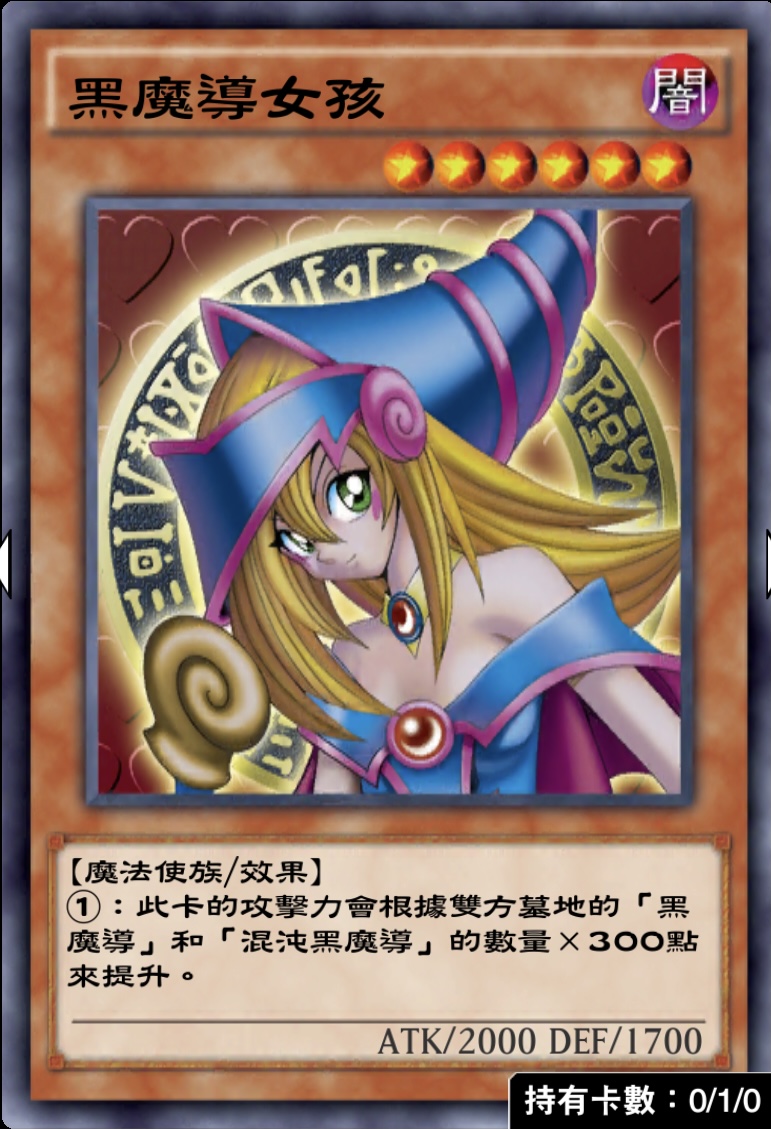 黑魔導女孩
闇
【魔法使族/效果】
①：此卡的攻擊力會根據雙方墓地的「黑
魔導」和「混沌黑魔導」的數量×300點
來提升。
ATK/2000 DEF/1700
持有卡數：0/1/0